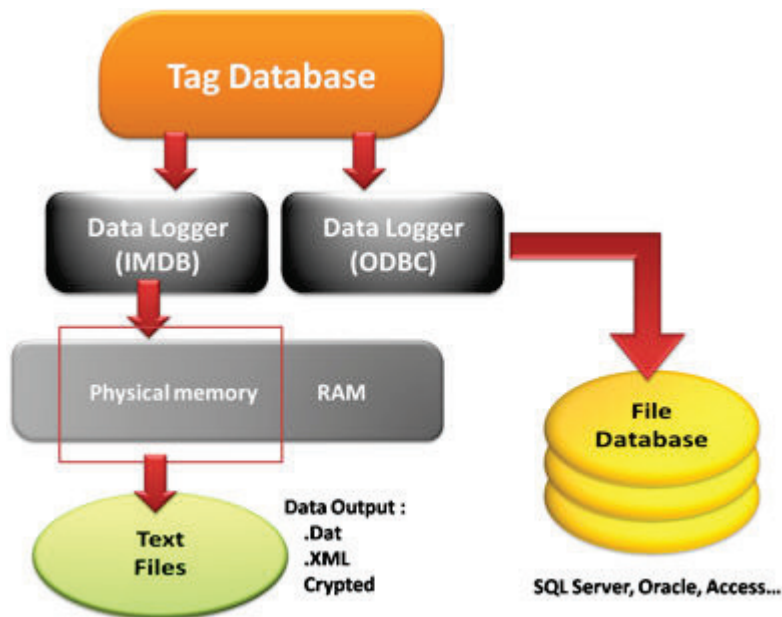 Tag Database
Data Logger
(IMDB)
Data Logger
(ODBC)
Physical memory
RAM
File
Database
Text
Files
Data Output :
.Dat
.XML
Crypted
SQL Server, Oracle, Access...